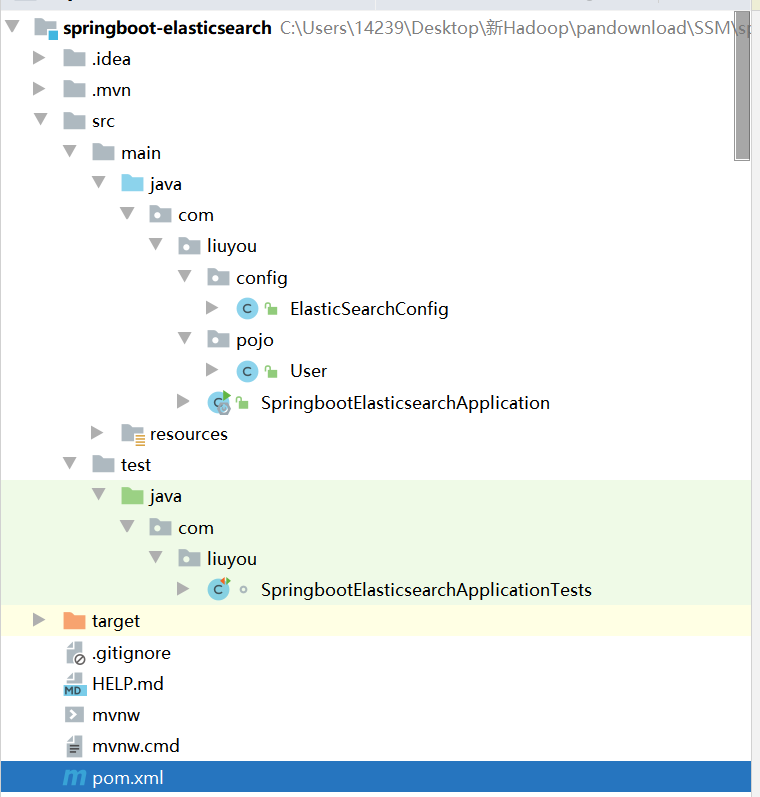 springboot-elasticsearch C:\Users\14239\Desktop\新Hadoop\pandownload\SSM\sp
.idea
.mvn
src
main
java
com
liuyou
config
C ElasticSearchConfig
pojo
C User
C SpringbootElasticsearchApplication
resources
test
java
com
liuyou
C SpringbootElasticsearchApplicationTests
target
.gitignore
MD HELP.md
mvnw
mvnw.cmd
m pom.xml